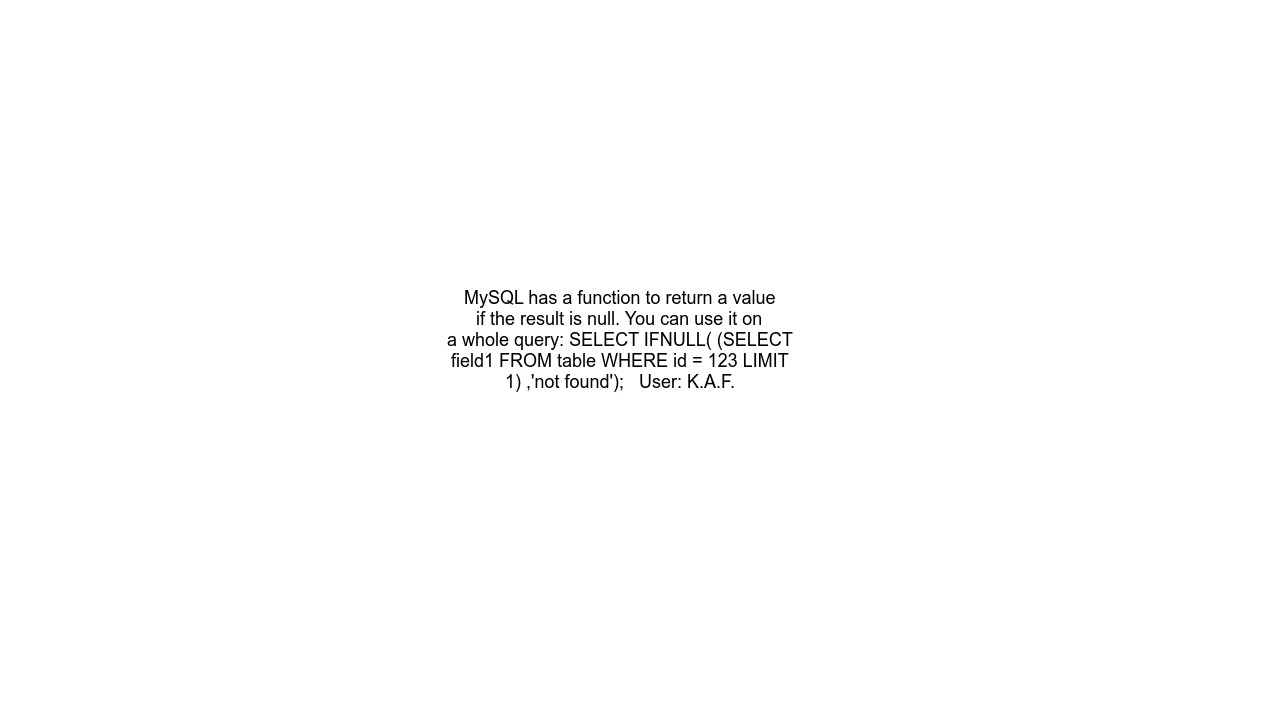 MySQL has a function to return a value
if the result is null. You can use it on
a whole query: SELECT IFNULL( (SELECT
field1 FROM table WHERE id = 123 LIMIT
1) ,'not found');   User: K.A.F.